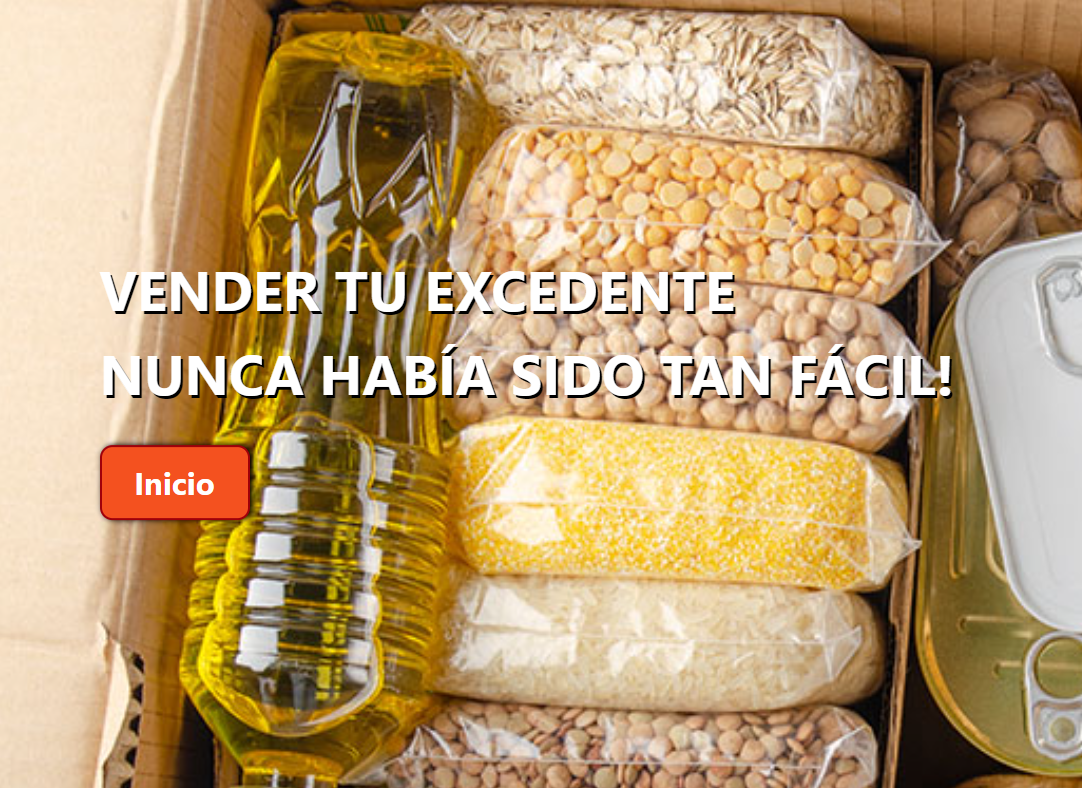 VENDER TU EXCEDENTE
NUNCA HABÍA SIDO TAN FÁCIL!
Inicio